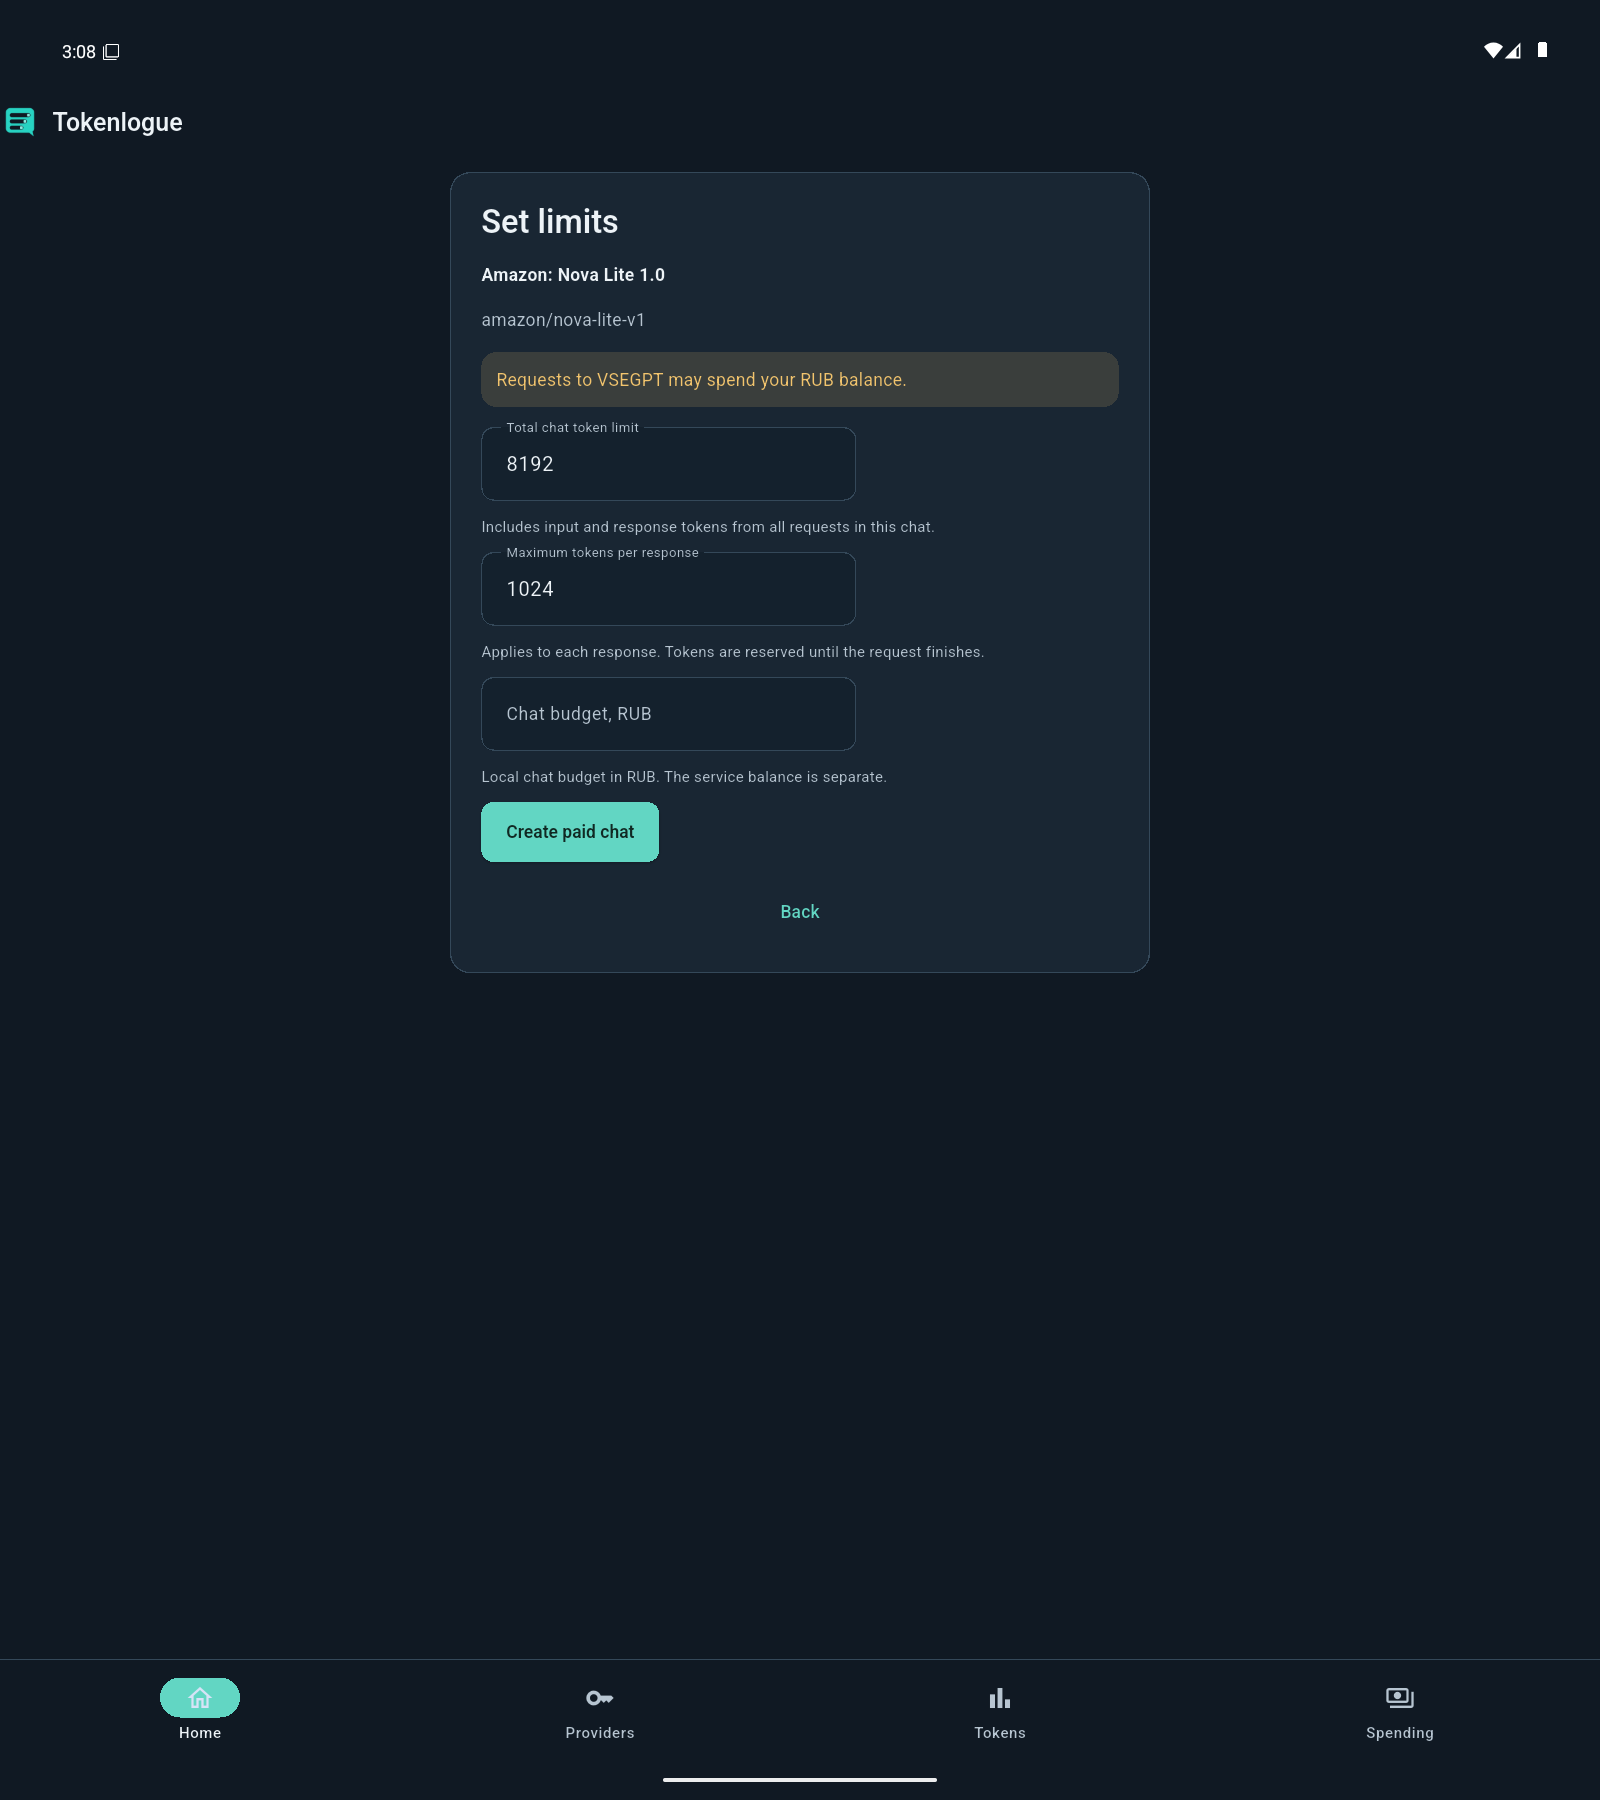 3:08
Tokenlogue
Set limits
Amazon: Nova Lite 1.0
amazon/nova-lite-v1
Requests to VSEGPT may spend your RUB balance.
Total chat token limit
8192
Includes input and response tokens from all requests in this chat.
Maximum tokens per response
1024
Applies to each response. Tokens are reserved until the request finishes.
Chat budget, RUB
Local chat budget in RUB. The service balance is separate.
Create paid chat
Back
Home
Providers
Tokens
Spending